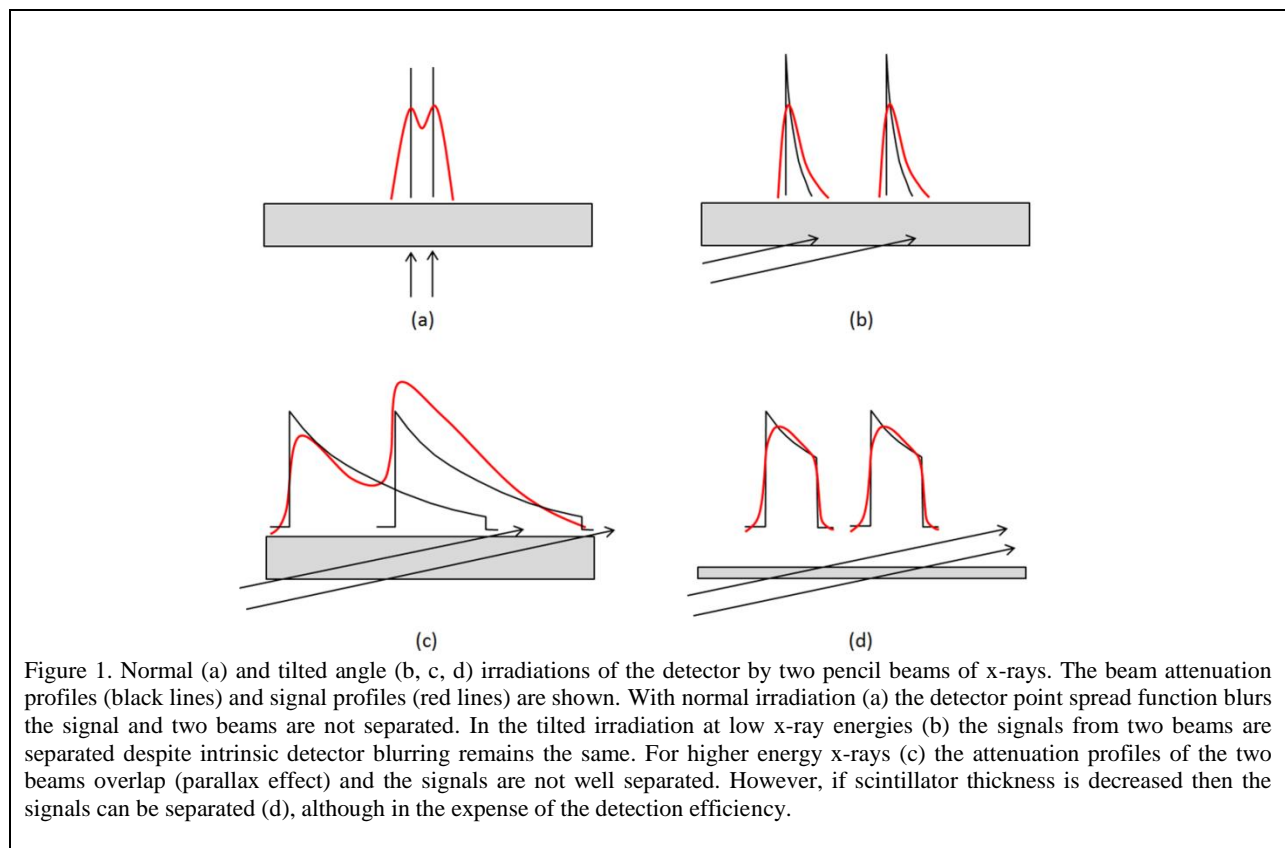 (a)
(b)
(c)
(d)
Figure 1. Normal (a) and tilted angle (b, c, d) irradiations of the detector by two pencil beams of x-rays. The beam attenuation
profiles (black lines) and signal profiles (red lines) are shown. With normal irradiation (a) the detector point spread function blurs
the signal and two beams are not separated. In the tilted irradiation at low x-ray energies (b) the signals from two beams are
separated despite intrinsic detector blurring remains the same. For higher energy x-rays (c) the attenuation profiles of the two
beams overlap (parallax effect) and the signals are not well separated. However, if scintillator thickness is decreased then the
signals can be separated (d), although in the expense of the detection efficiency.